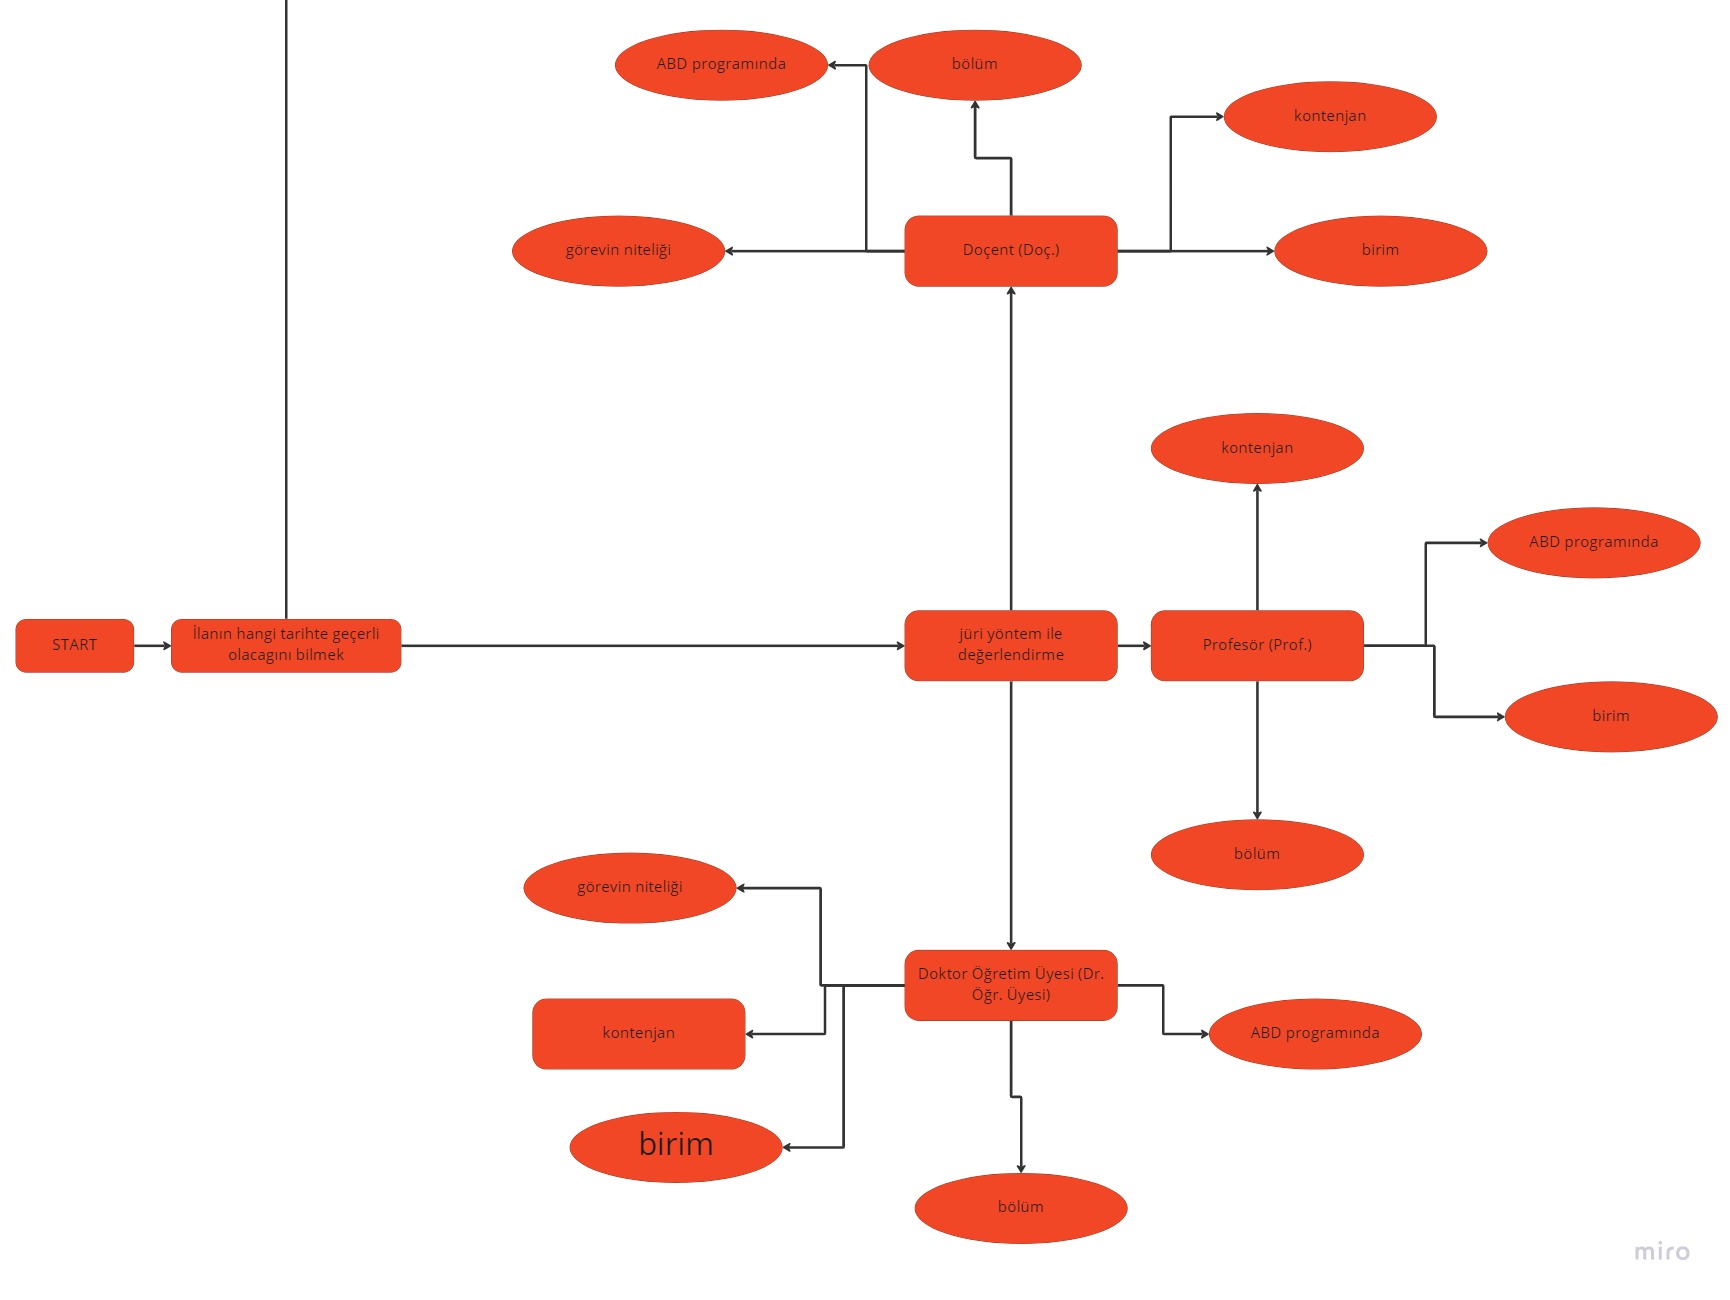 ABD programında
bölüm
kontenjan
görevin niteliği
Doçent (Doç.)
birim
kontenjan
ABD programında
START
İlanın hangi tarihte geçerli
olacagını bilmek
jüri yöntem ile
değerlendirme
Profesör (Prof.)
birim
bölüm
görevin niteliği
Doktor Öğretim Üyesi (Dr.
Öğr. Üyesi)
kontenjan
ABD programında
birim
bölüm
miro